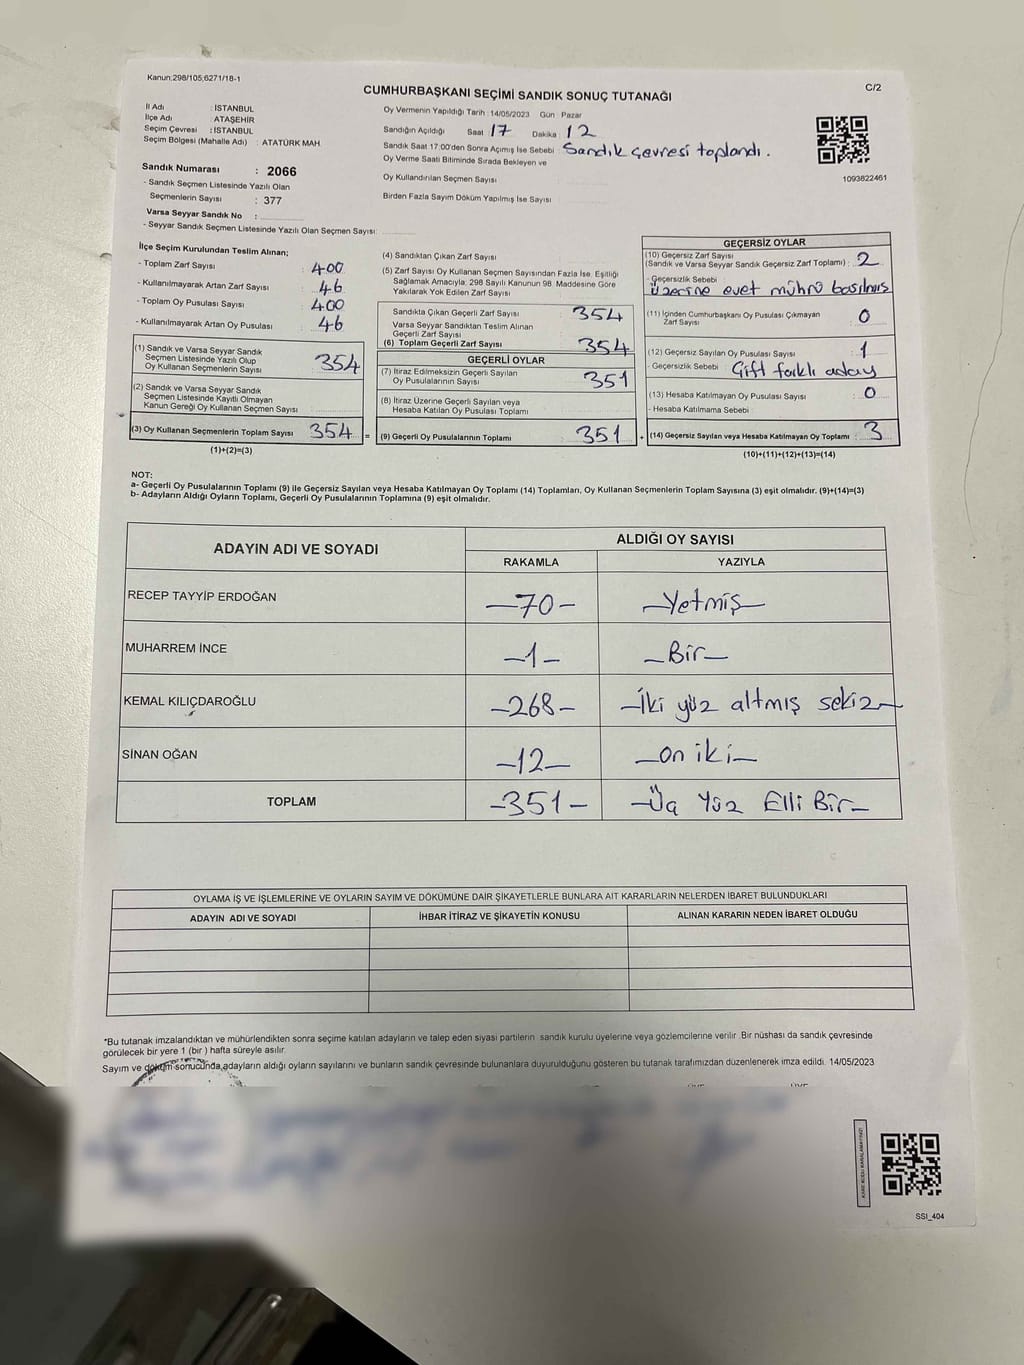 Kanun:298/105,6271/18-1
C/2
CUMHURBAŞKANI SEÇİMİ SANDIK SONUÇ TUTANAĞI
İl Adı : İSTANBUL
İlçe Adı : ATAŞEHİR
Seçim Çevresi : İSTANBUL
Seçim Bölgesi (Mahalle Adı) : ATATÜRK MAH
Sandık Numarası : 2066
- Sandık Seçmen Listesinde Yazılı Olan
Seçmenlerin Sayısı : 377
Varsa Seyyar Sandık No :
- Seyyar Sandık Seçmen Listesinde Yazılı Olan Seçmen Sayısı:
Oy Vermenin Yapıldığı Tarih : 14/05/2023 Gün : Pazar
Sandığın Açıldığı Saat : 17 Dakika : 12
Sandık Saat 17:00'den Sonra Açılmış İse Sebebi : Sandık çevresi toplandı.
Oy Verme Saati Bitiminde Sırada Bekleyen ve
Oy Kullandırılan Seçmen Sayısı
Birden Fazla Sayım Döküm Yapılmış İse Sayısı
1093822461
İlçe Seçim Kurulundan Teslim Alınan;
- Toplam Zarf Sayısı : 400
- Kullanılmayarak Artan Zarf Sayısı : 46
- Toplam Oy Pusulası Sayısı : 400
- Kullanılmayarak Artan Oy Pusulası : 46
(1) Sandık ve Varsa Seyyar Sandık
Seçmen Listesinde Yazılı Olup
Oy Kullanan Seçmenlerin Sayısı : 354
(2) Sandık ve Varsa Seyyar Sandık
Seçmen Listesinde Kayıtlı Olmayan
Kanun Gereği Oy Kullanan Seçmen Sayısı
(3) Oy Kullanan Seçmenlerin Toplam Sayısı : 354 =
(1)+(2)=(3)
(4) Sandıktan Çıkan Zarf Sayısı
(5) Zarf Sayısı Oy Kullanan Seçmen Sayısından Fazla İse, Eşitliği
Sağlamak Amacıyla; 298 Sayılı Kanunun 98. Maddesine Göre
Yakılarak Yok Edilen Zarf Sayısı
Sandıkta Çıkan Geçerli Zarf Sayısı : 354
Varsa Seyyar Sandıktan Teslim Alınan
Geçerli Zarf Sayısı
(6) Toplam Geçerli Zarf Sayısı : 354
GEÇERLİ OYLAR
(7) İtiraz Edilmeksizin Geçerli Sayılan
Oy Pusulalarının Sayısı : 351
(8) İtiraz Üzerine Geçerli Sayılan veya
Hesaba Katılan Oy Pusulası Toplamı
(9) Geçerli Oy Pusulalarının Toplamı : 351 +
GEÇERSİZ OYLAR
(10) Geçersiz Zarf Sayısı
(Sandık ve Varsa Seyyar Sandık Geçersiz Zarf Toplamı) : 2
- Geçersizlik Sebebi :
üzerine evet mührü basılmış
(11) İçinden Cumhurbaşkanı Oy Pusulası Çıkmayan
Zarf Sayısı : 0
(12) Geçersiz Sayılan Oy Pusulası Sayısı : 1
- Geçersizlik Sebebi : Çift farklı aday
(13) Hesaba Katılmayan Oy Pusulası Sayısı : 0
- Hesaba Katılmama Sebebi :
(14) Geçersiz Sayılan veya Hesaba Katılmayan Oy Toplamı : 3
(10)+(11)+(12)+(13)=(14)
NOT:
a- Geçerli Oy Pusulalarının Toplamı (9) ile Geçersiz Sayılan veya Hesaba Katılmayan Oy Toplamı (14) Toplamları, Oy Kullanan Seçmenlerin Toplam Sayısına (3) eşit olmalıdır. (9)+(14)=(3)
b- Adayların Aldığı Oyların Toplamı, Geçerli Oy Pusulalarının Toplamına (9) eşit olmalıdır.
ADAYIN ADI VE SOYADI
ALDIĞI OY SAYISI
RAKAMLA YAZIYLA
RECEP TAYYİP ERDOĞAN -70- -Yetmiş-
MUHARREM İNCE -1- -Bir-
KEMAL KILIÇDAROĞLU -268- -İki yüz altmış sekiz-
SİNAN OĞAN -12- -On iki-
TOPLAM -351- -Üç Yüz Elli Bir-
OYLAMA İŞ VE İŞLEMLERİNE VE OYLARIN SAYIM VE DÖKÜMÜNE DAİR ŞİKAYETLERLE BUNLARA AİT KARARLARIN NELERDEN İBARET BULUNDUKLARI
ADAYIN ADI VE SOYADI İHBAR İTİRAZ VE ŞİKAYETİN KONUSU ALINAN KARARIN NEDEN İBARET OLDUĞU
*Bu tutanak imzalandıktan ve mühürlendikten sonra seçime katılan adayların ve talep eden siyasi partilerin sandık kurulu üyelerine veya gözlemcilerine verilir. Bir nüshası da sandık çevresinde
görülecek bir yere 1 (bir ) hafta süreyle asılır.
Sayım ve döküm sonucunda adayların aldığı oyların sayılarını ve bunların sandık çevresinde bulunanlara duyurulduğunu gösteren bu tutanak tarafımızdan düzenlenerek imza edildi. 14/05/2023
SSI_404